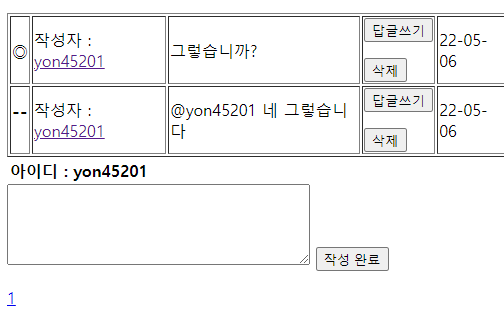 ◎ 작성자 : yon45201 그렇습니까? 답글쓰기 삭제 22-05-06
-- 작성자 : yon45201 @yon45201 네 그렇습니다 답글쓰기 삭제 22-05-06
아이디 : yon45201
작성 완료
1